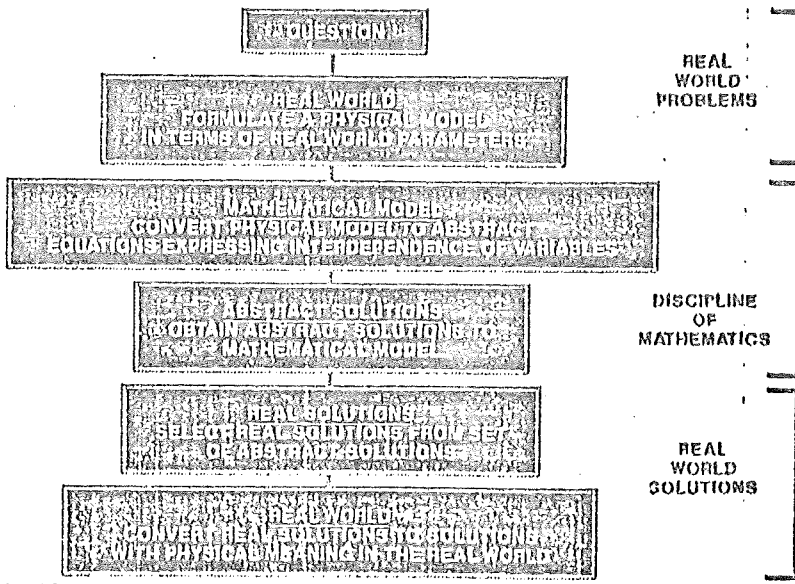 QUESTION
REAL WORLD
FORMULATE A PHYSICAL MODEL
IN TERMS OF REAL WORLD PARAMETERS
MATHEMATICAL MODEL
CONVERT PHYSICAL MODEL TO ABSTRACT
EQUATIONS EXPRESSING INTERDEPENDENCE OF VARIABLES
ABSTRACT SOLUTIONS
OBTAIN ABSTRACT SOLUTIONS TO
MATHEMATICAL MODEL
REAL SOLUTIONS
SELECT REAL SOLUTIONS FROM SET
OF ABSTRACT SOLUTIONS
REAL WORLD
CONVERT REAL SOLUTIONS TO SOLUTIONS
WITH PHYSICAL MEANING IN THE REAL WORLD
REAL
WORLD
PROBLEMS
DISCIPLINE
OF
MATHEMATICS
REAL
WORLD
SOLUTIONS